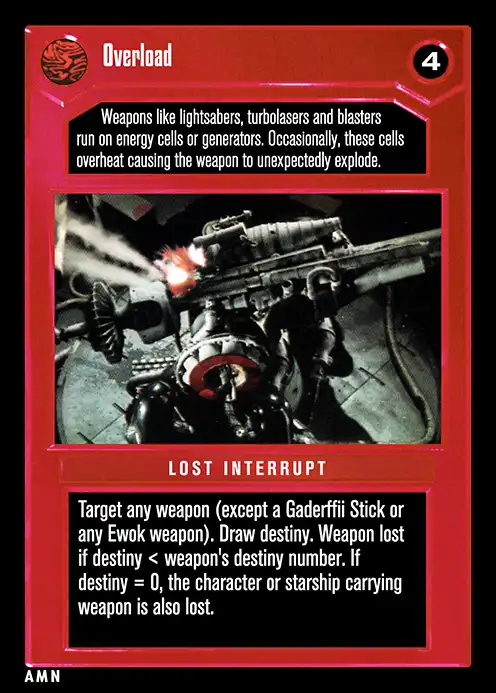 Overload
4
Weapons like lightsabers, turbolasers and blasters
run on energy cells or generators. Occasionally, these cells
overheat causing the weapon to unexpectedly explode.
LOST INTERRUPT
Target any weapon (except a Gaderffii Stick or
any Ewok weapon). Draw destiny. Weapon lost
if destiny < weapon's destiny number. If
destiny = 0, the character or starship carrying
weapon is also lost.
AMN